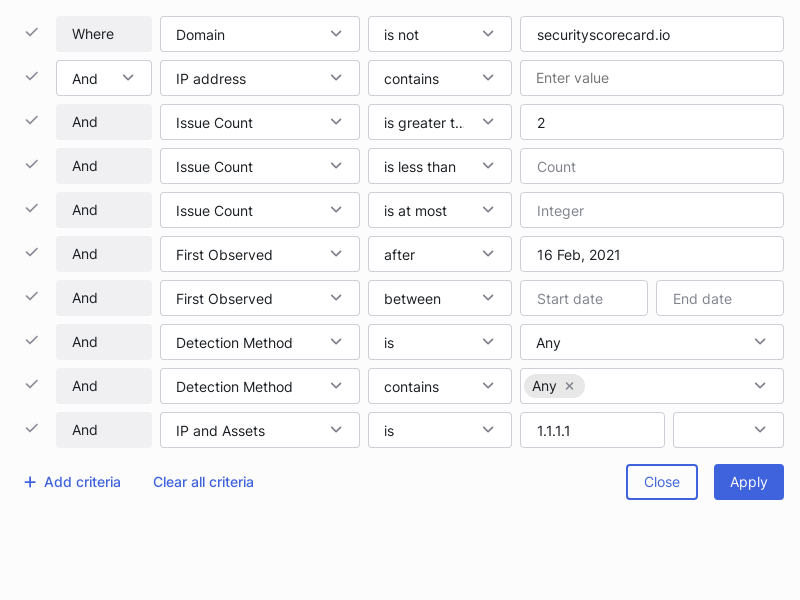 Where Domain is not securityscorecard.io
And IP address contains Enter value
And Issue Count is greater t... 2
And Issue Count is less than Count
And Issue Count is at most Integer
And First Observed after 16 Feb, 2021
And First Observed between Start date End date
And Detection Method is Any
And Detection Method contains Any
And IP and Assets is 1.1.1.1
Add criteria Clear all criteria Close Apply